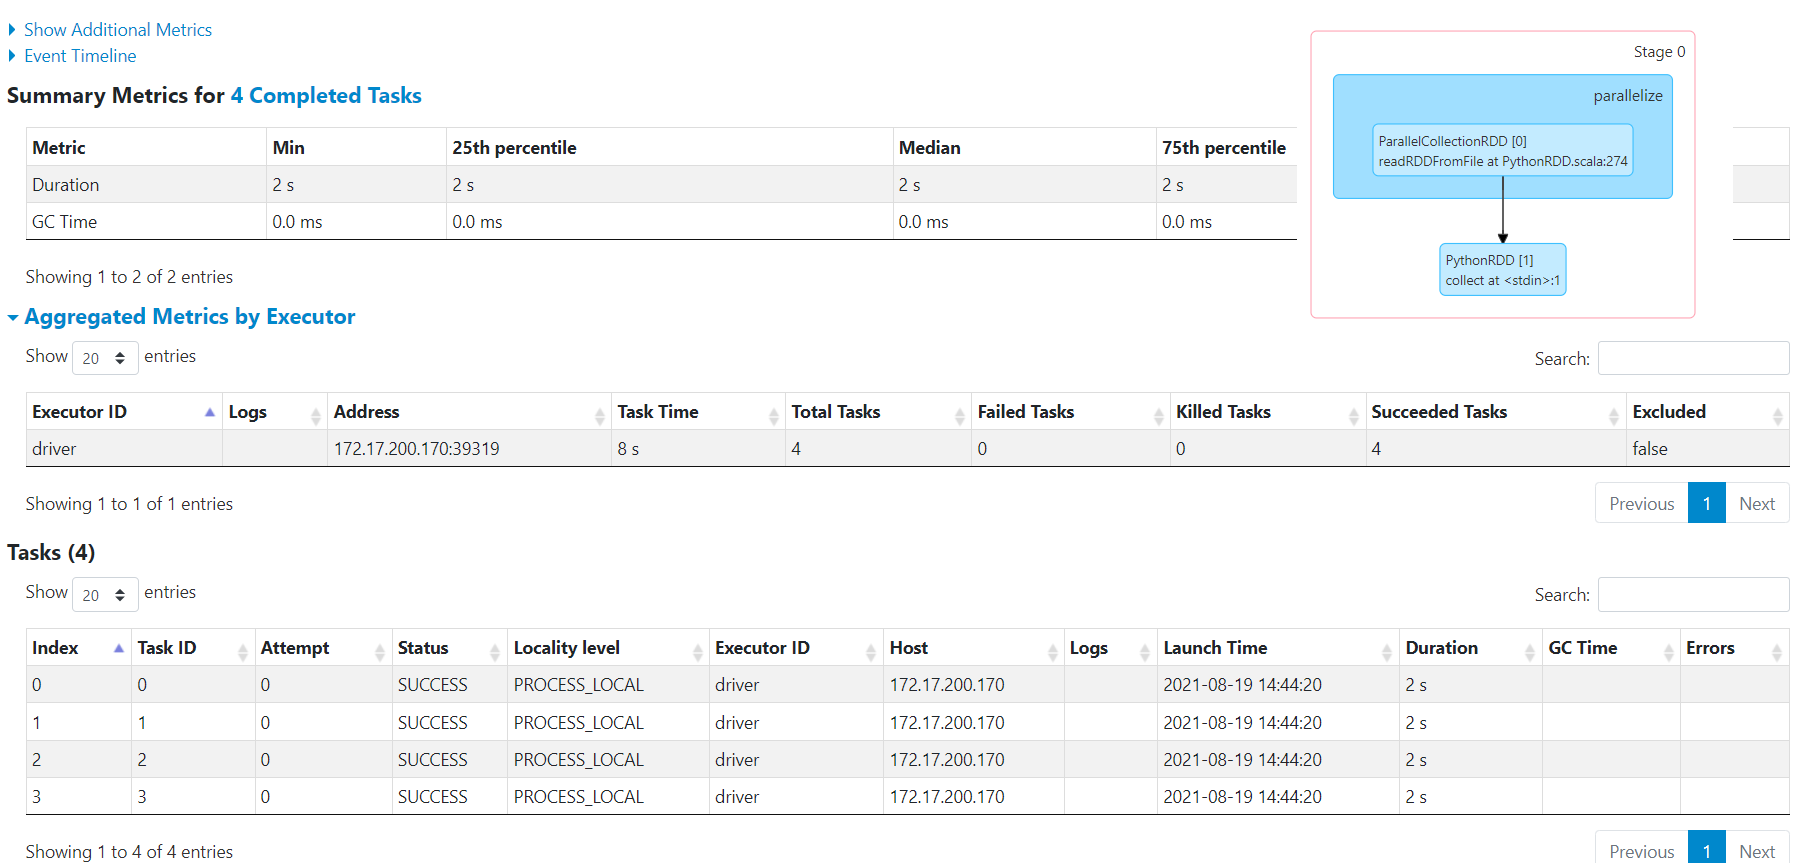 Show Additional Metrics
Event Timeline
Summary Metrics for 4 Completed Tasks
Metric Min 25th percentile Median 75th percentile
Duration 2 s 2 s 2 s 2 s
GC Time 0.0 ms 0.0 ms 0.0 ms 0.0 ms
Showing 1 to 2 of 2 entries
Stage 0
parallelize
ParallelCollectionRDD [0]
readRDDFromFile at PythonRDD.scala:274
PythonRDD [1]
collect at <stdin>:1
Aggregated Metrics by Executor
Show 20 entries Search:
Executor ID Logs Address Task Time Total Tasks Failed Tasks Killed Tasks Succeeded Tasks Excluded
driver 172.17.200.170:39319 8 s 4 0 0 4 false
Showing 1 to 1 of 1 entries Previous 1 Next
Tasks (4)
Show 20 entries Search:
Index Task ID Attempt Status Locality level Executor ID Host Logs Launch Time Duration GC Time Errors
0 0 0 SUCCESS PROCESS_LOCAL driver 172.17.200.170 2021-08-19 14:44:20 2 s
1 1 0 SUCCESS PROCESS_LOCAL driver 172.17.200.170 2021-08-19 14:44:20 2 s
2 2 0 SUCCESS PROCESS_LOCAL driver 172.17.200.170 2021-08-19 14:44:20 2 s
3 3 0 SUCCESS PROCESS_LOCAL driver 172.17.200.170 2021-08-19 14:44:20 2 s
Showing 1 to 4 of 4 entries Previous 1 Next